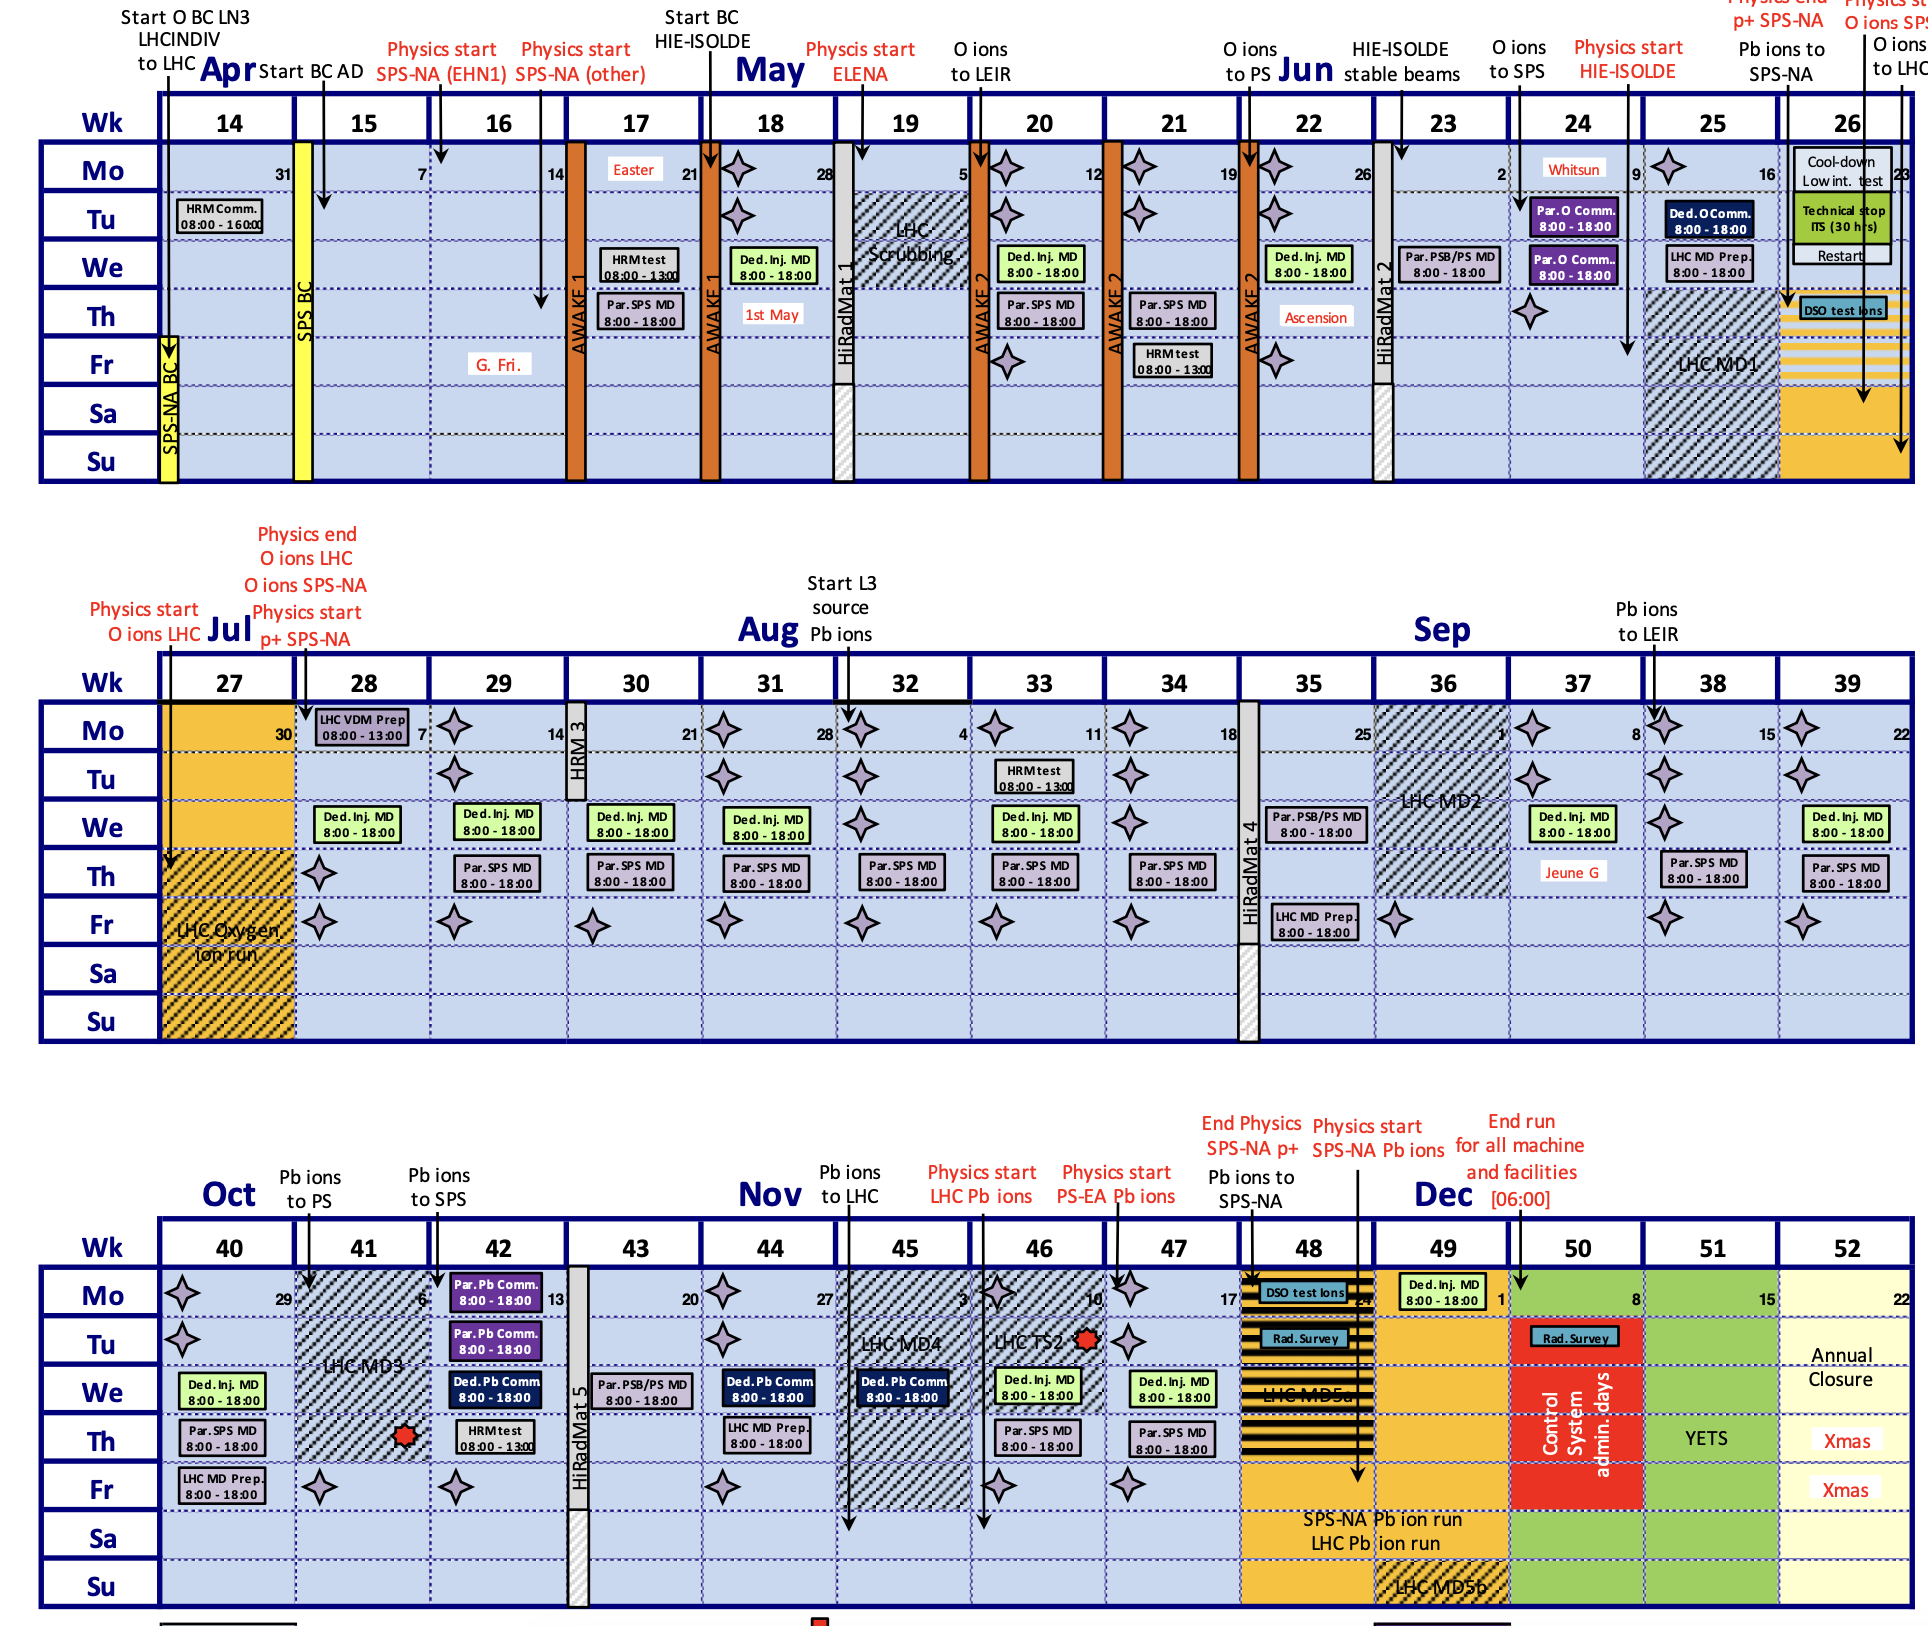 Start O BC LN3
LHCINDIV
to LHC
Apr
Start BC AD
Physics start
SPS-NA (EHN1)
Physics start
SPS-NA (other)
Start BC
HIE-ISOLDE
May
Physcis start
ELENA
O ions
to LEIR
O ions
to PS
Jun
HIE-ISOLDE
stable beams
O ions
to SPS
Physics start
HIE-ISOLDE
p+ SPS-NA
Pb ions to
SPS-NA
O ions SPS
O ions
to LHC
Wk 14 15 16 17 18 19 20 21 22 23 24 25 26
Mo 31 7 14 Easter 21 28 5 12 19 26 2 Whitsun 9 16 Cool-down 23
Low int. test
Tu HRM Comm. Par. O Comm. Ded. O Comm. Technical stop
08:00 - 160:00 8:00 - 18:00 8:00 - 18:00 ITS (30 hrs)
LHC
Scrubbing
We HRM test Ded. Inj. MD Ded. Inj. MD Ded. Inj. MD Par. PSB/PS MD Par. O Comm.. LHC MD Prep. Restart
08:00 - 13:00 8:00 - 18:00 8:00 - 18:00 8:00 - 18:00 8:00 - 18:00 8:00 - 18:00 8:00 - 18:00
Th Par. SPS MD 1st May Par. SPS MD Par. SPS MD Ascension DSO test Ions
8:00 - 18:00 8:00 - 18:00 8:00 - 18:00
Fr G. Fri. HRM test LHC MD1
08:00 - 13:00
Sa
Su
SPS-NA BC
SPS BC
AWAKE 1
AWAKE 1
HiRadMat 1
AWAKE 2
AWAKE 2
AWAKE 2
HiRadMat 2
Physics start
O ions LHC
Jul
Physics end
O ions LHC
O ions SPS-NA
Physics start
p+ SPS-NA
Aug
Start L3
source
Pb ions
Sep
Pb ions
to LEIR
Wk 27 28 29 30 31 32 33 34 35 36 37 38 39
Mo 30 LHC VDM Prep 7 14 21 28 4 11 18 25 1 8 15 22
08:00 - 13:00
Tu HRM test
08:00 - 13:00
LHC MD2
We Ded. Inj. MD Ded. Inj. MD Ded. Inj. MD Ded. Inj. MD Ded. Inj. MD Par. PSB/PS MD Ded. Inj. MD Ded. Inj. MD
8:00 - 18:00 8:00 - 18:00 8:00 - 18:00 8:00 - 18:00 8:00 - 18:00 8:00 - 18:00 8:00 - 18:00 8:00 - 18:00
Th Par. SPS MD Par. SPS MD Par. SPS MD Par. SPS MD Par. SPS MD Par. SPS MD Jeune G Par. SPS MD Par. SPS MD
8:00 - 18:00 8:00 - 18:00 8:00 - 18:00 8:00 - 18:00 8:00 - 18:00 8:00 - 18:00 8:00 - 18:00 8:00 - 18:00
Fr LHC Oxygen LHC MD Prep.
ion run 8:00 - 18:00
Sa
Su
HRM 3
HiRadMat 4
Oct
Pb ions
to PS
Pb ions
to SPS
Nov
Pb ions
to LHC
Physics start
LHC Pb ions
Physics start
PS-EA Pb ions
End Physics
SPS-NA p+
Pb ions to
SPS-NA
Physics start
SPS-NA Pb ions
Dec
End run
for all machine
and facilities
[06:00]
Wk 40 41 42 43 44 45 46 47 48 49 50 51 52
Mo 29 6 Par. Pb Comm. 13 20 27 3 10 17 DSO test Ions 24 Ded. Inj. MD 1 8 15 22
8:00 - 18:00 8:00 - 18:00
Tu Par. Pb Comm. LHC MD4 LHC TS2 Rad. Survey Rad. Survey
8:00 - 18:00
LHC MD3
Annual
Closure
We Ded. Inj. MD Ded. Pb Comm Par. PSB/PS MD Ded. Pb Comm Ded. Pb Comm Ded. Inj. MD Ded. Inj. MD LHC MD5a
8:00 - 18:00 8:00 - 18:00 8:00 - 18:00 8:00 - 18:00 8:00 - 18:00 8:00 - 18:00 8:00 - 18:00
Th Par. SPS MD HRM test LHC MD Prep. Par. SPS MD Par. SPS MD YETS Xmas
8:00 - 18:00 08:00 - 13:00 8:00 - 18:00 8:00 - 18:00 8:00 - 18:00
Control
System
admin. days
Fr LHC MD Prep. Xmas
8:00 - 18:00
Sa SPS-NA Pb ion run
LHC Pb ion run
Su LHC MD5b
HiRadMat 5